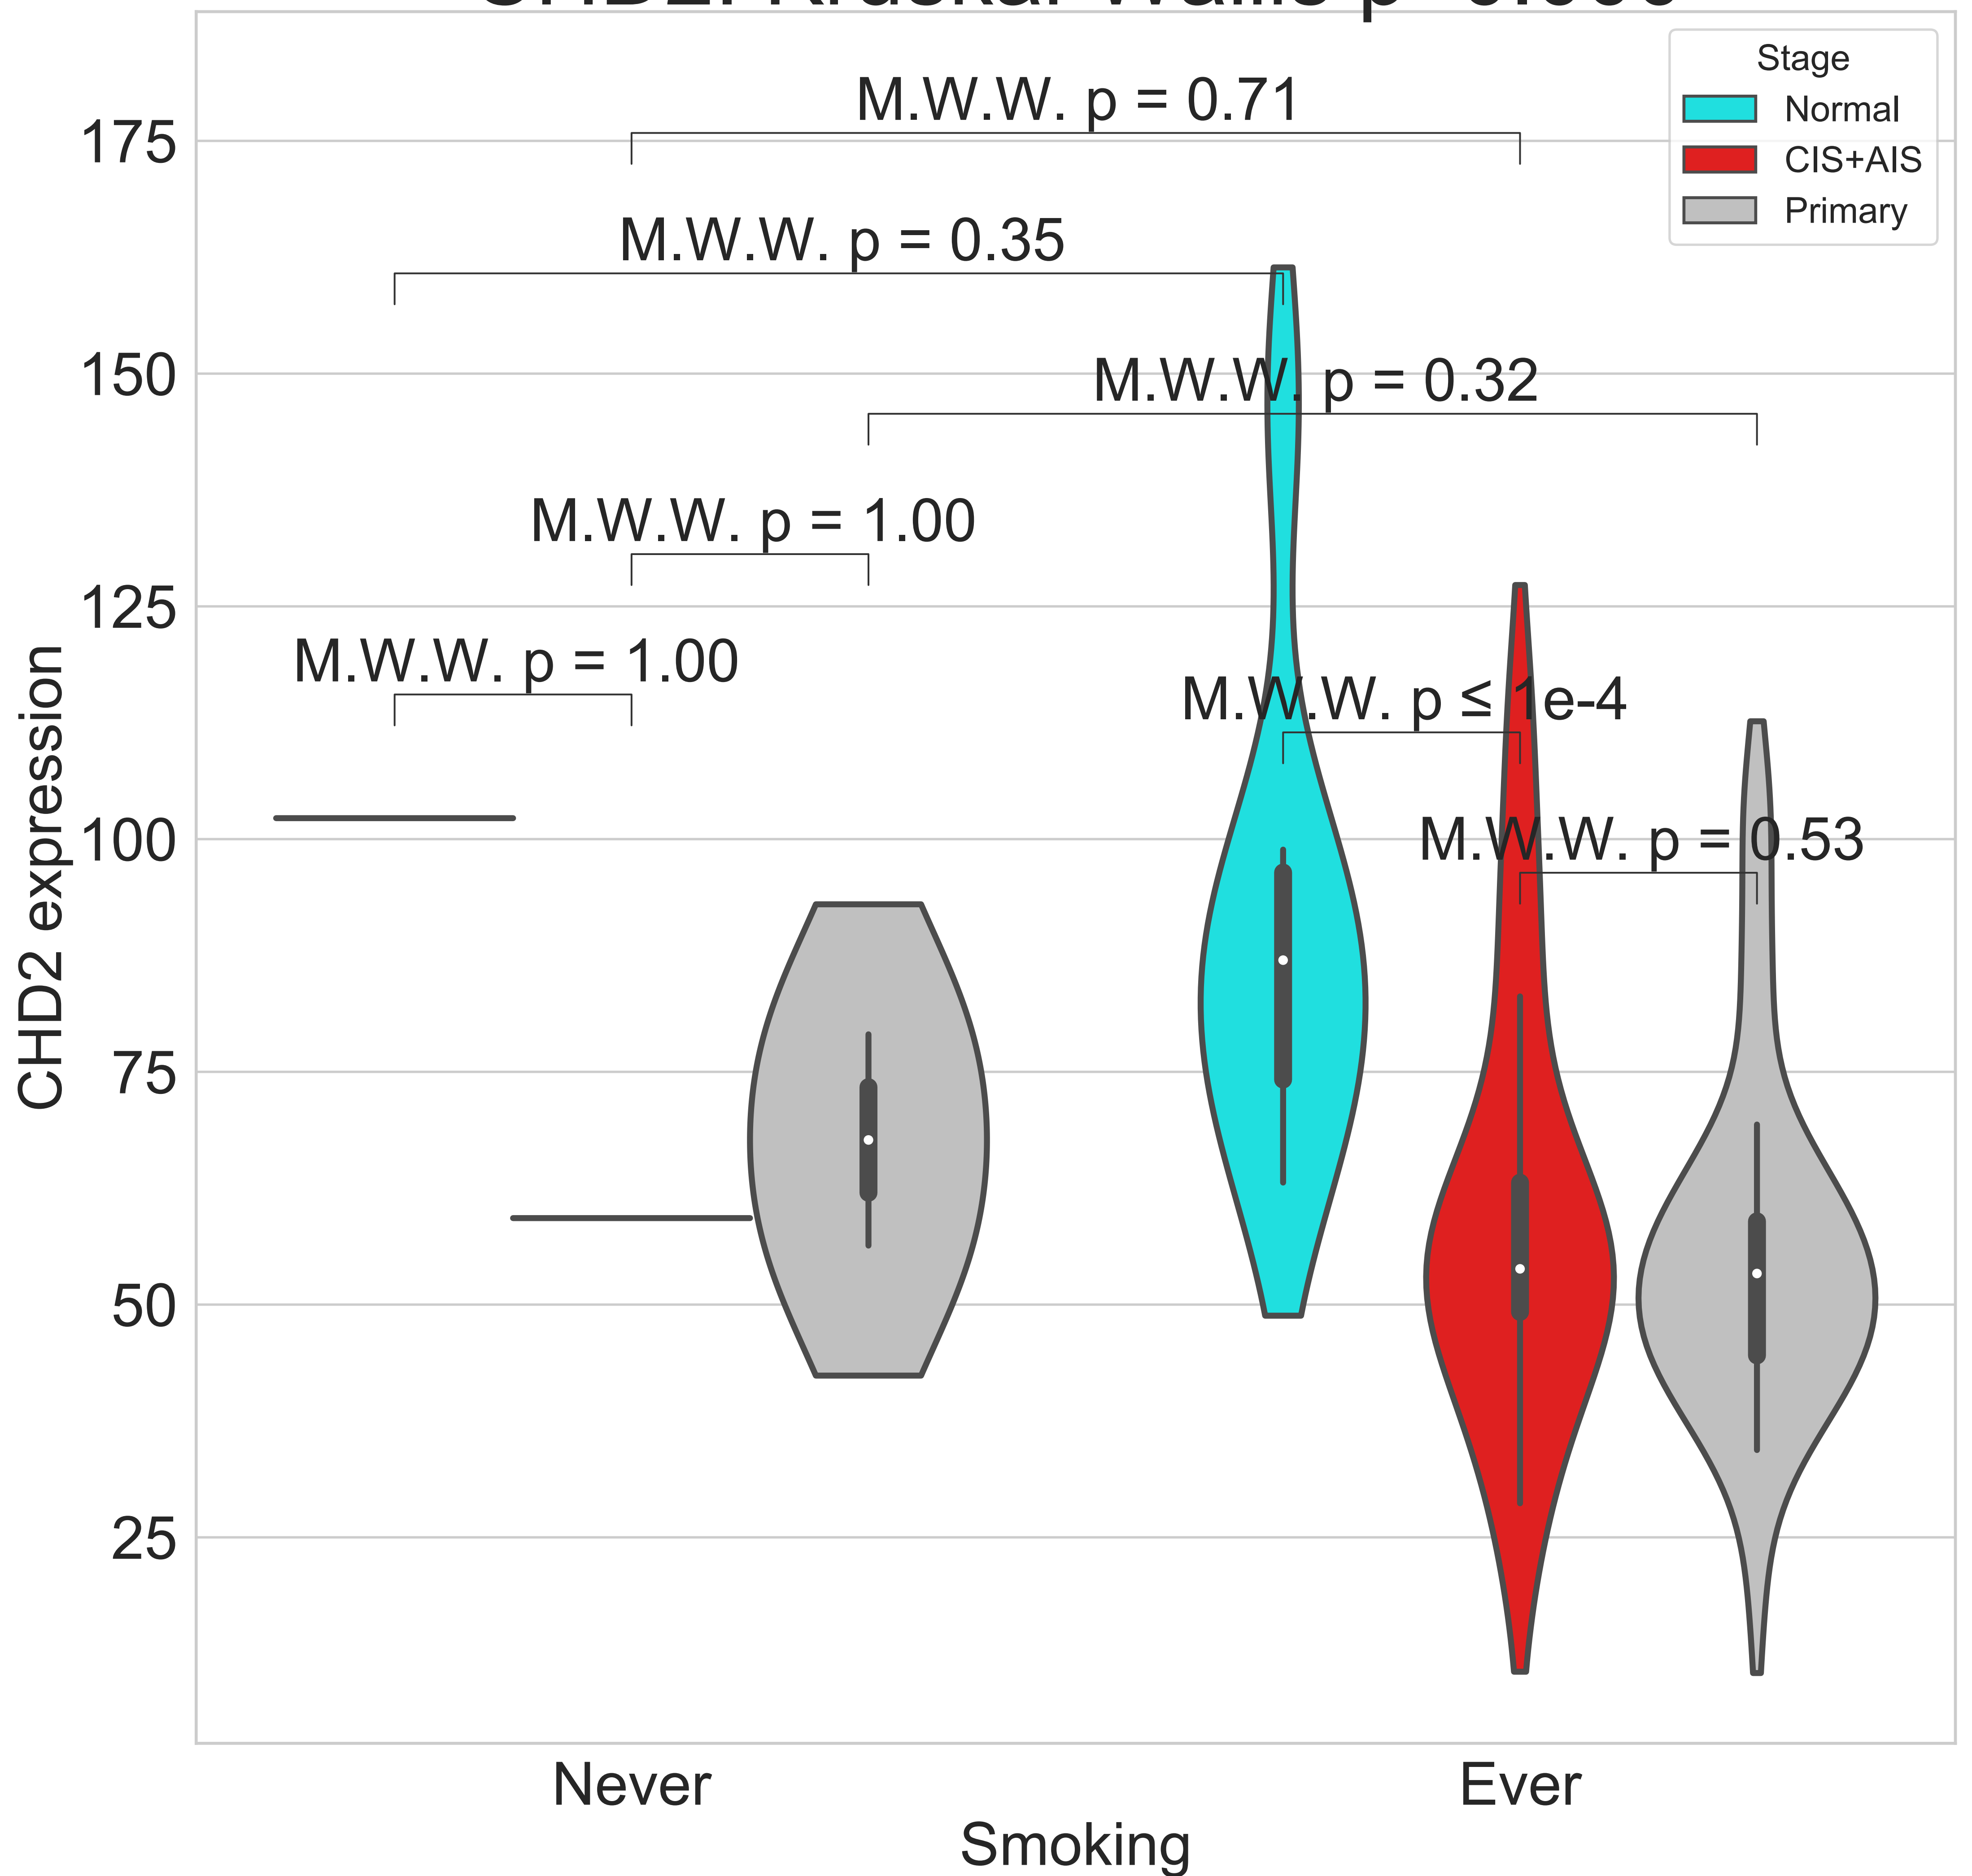 Stage
Normal
CIS+AIS
Primary
M.W.W. p = 0.71
M.W.W. p = 0.35
M.W.W. p = 0.32
M.W.W. p = 1.00
M.W.W. p = 1.00
M.W.W. p ≤ 1e-4
M.W.W. p = 0.53
175
150
125
100
75
50
25
CHD2 expression
Never
Ever
Smoking